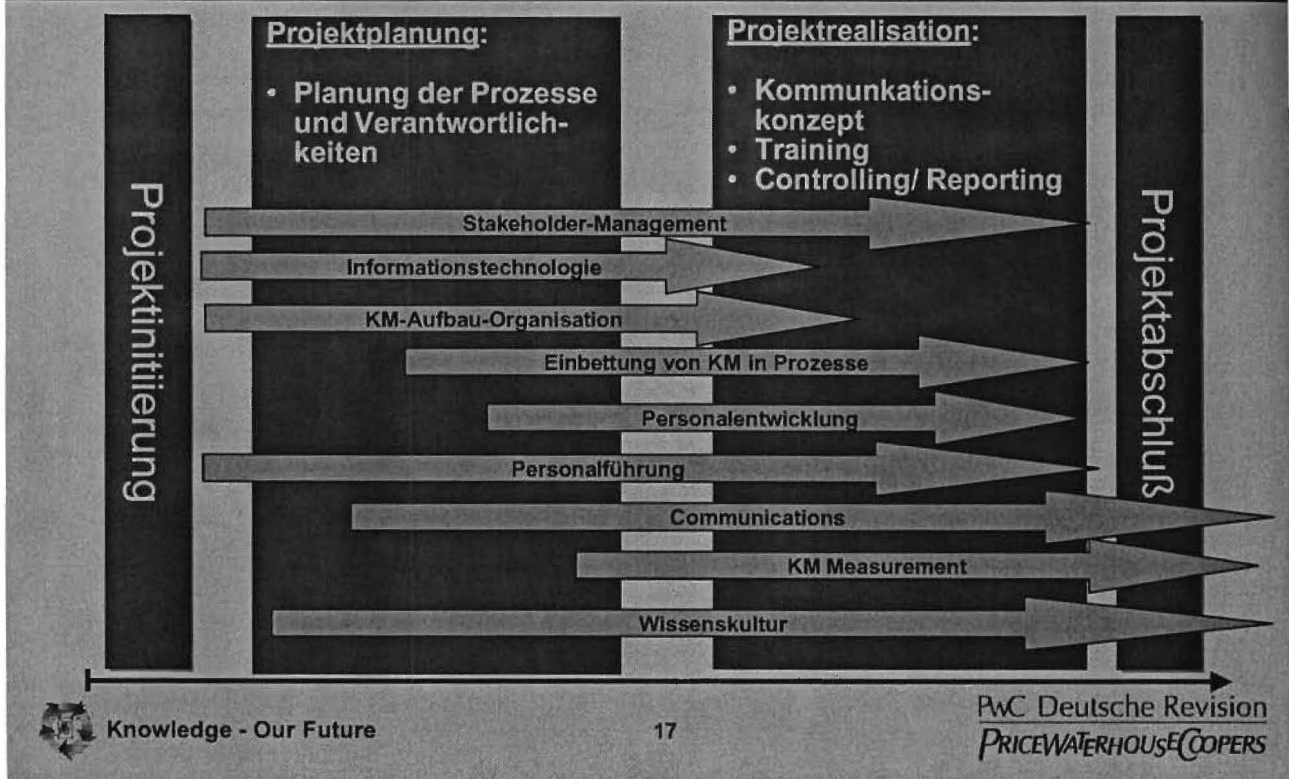 Projektinitiierung
Projektplanung:
• Planung der Prozesse
und Verantwortlich-
keiten
Projektrealisation:
• Kommunkations-
konzept
• Training
• Controlling/ Reporting
Projektabschluß
Stakeholder-Management
Informationstechnologie
KM-Aufbau-Organisation
Einbettung von KM in Prozesse
Personalentwicklung
Personalführung
Communications
KM Measurement
Wissenskultur
Knowledge - Our Future
17
PwC Deutsche Revision
PRICEWATERHOUSECOOPERS